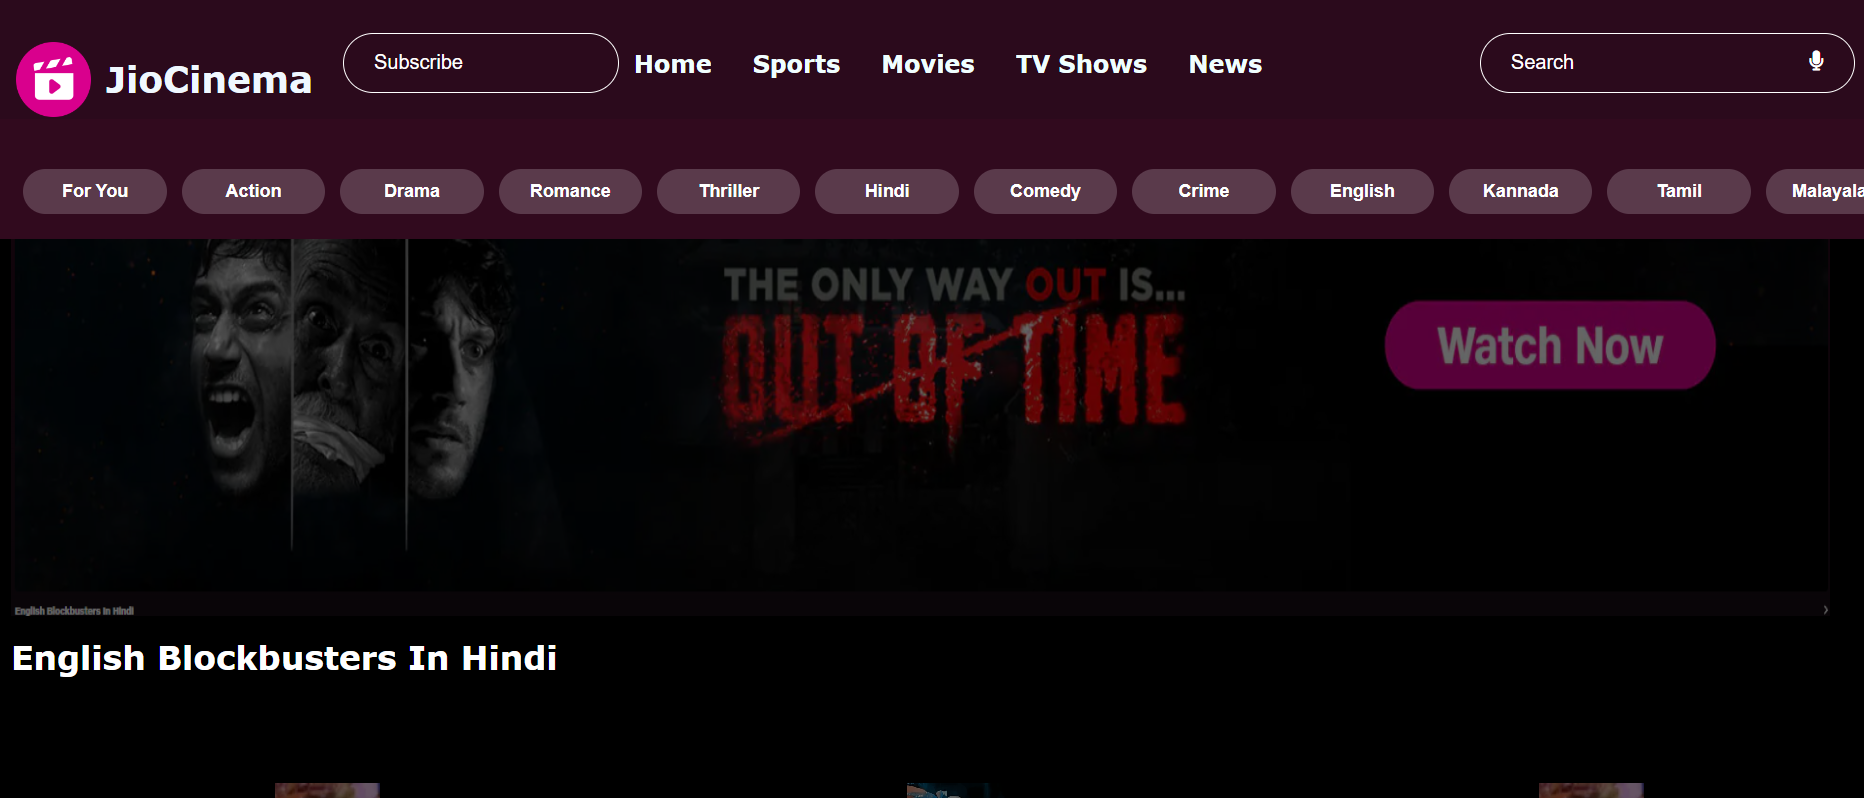 JioCinema
Subscribe
Home
Sports
Movies
TV Shows
News
Search
For You
Action
Drama
Romance
Thriller
Hindi
Comedy
Crime
English
Kannada
Tamil
Malayala
THE ONLY WAY OUT IS...
OUT OF TIME
Watch Now
English Blockbusters In Hindi
English Blockbusters In Hindi